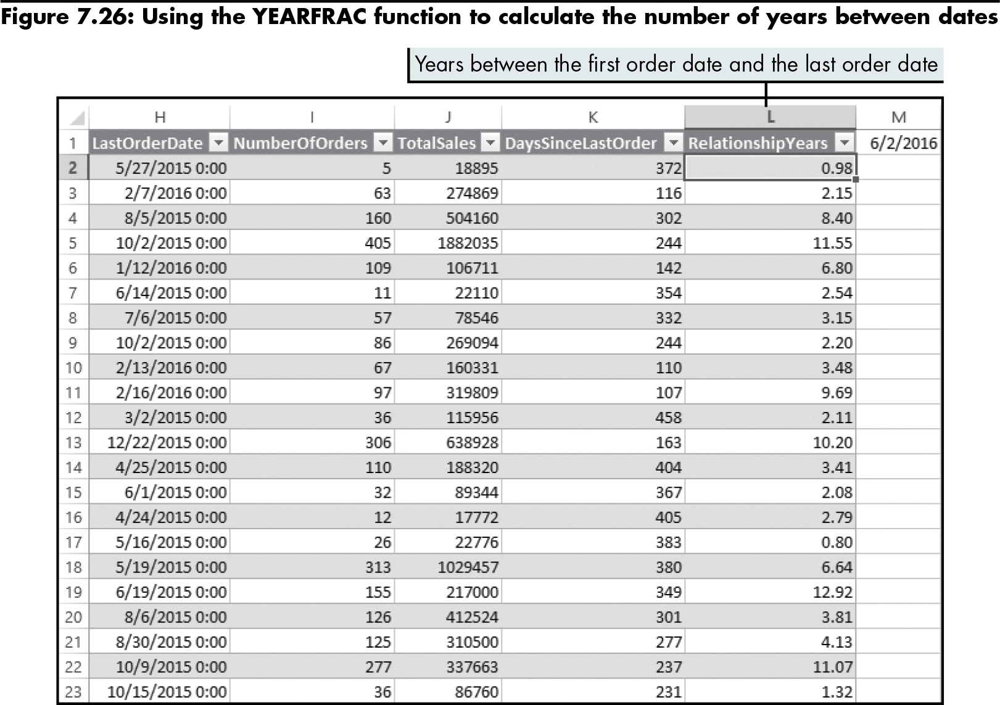 Figure 7.26: Using the YEARFRAC function to calculate the number of years between dates
Years between the first order date and the last order date
H I J K L M
1 LastOrderDate NumberOfOrders TotalSales DaysSinceLastOrder RelationshipYears 6/2/2016
2 5/27/2015 0:00 5 18895 372 0.98
3 2/7/2016 0:00 63 274869 116 2.15
4 8/5/2015 0:00 160 504160 302 8.40
5 10/2/2015 0:00 405 1882035 244 11.55
6 1/12/2016 0:00 109 106711 142 6.80
7 6/14/2015 0:00 11 22110 354 2.54
8 7/6/2015 0:00 57 78546 332 3.15
9 10/2/2015 0:00 86 269094 244 2.20
10 2/13/2016 0:00 67 160331 110 3.48
11 2/16/2016 0:00 97 319809 107 9.69
12 3/2/2015 0:00 36 115956 458 2.11
13 12/22/2015 0:00 306 638928 163 10.20
14 4/25/2015 0:00 110 188320 404 3.41
15 6/1/2015 0:00 32 89344 367 2.08
16 4/24/2015 0:00 12 17772 405 2.79
17 5/16/2015 0:00 26 22776 383 0.80
18 5/19/2015 0:00 313 1029457 380 6.64
19 6/19/2015 0:00 155 217000 349 12.92
20 8/6/2015 0:00 126 412524 301 3.81
21 8/30/2015 0:00 125 310500 277 4.13
22 10/9/2015 0:00 277 337663 237 11.07
23 10/15/2015 0:00 36 86760 231 1.32